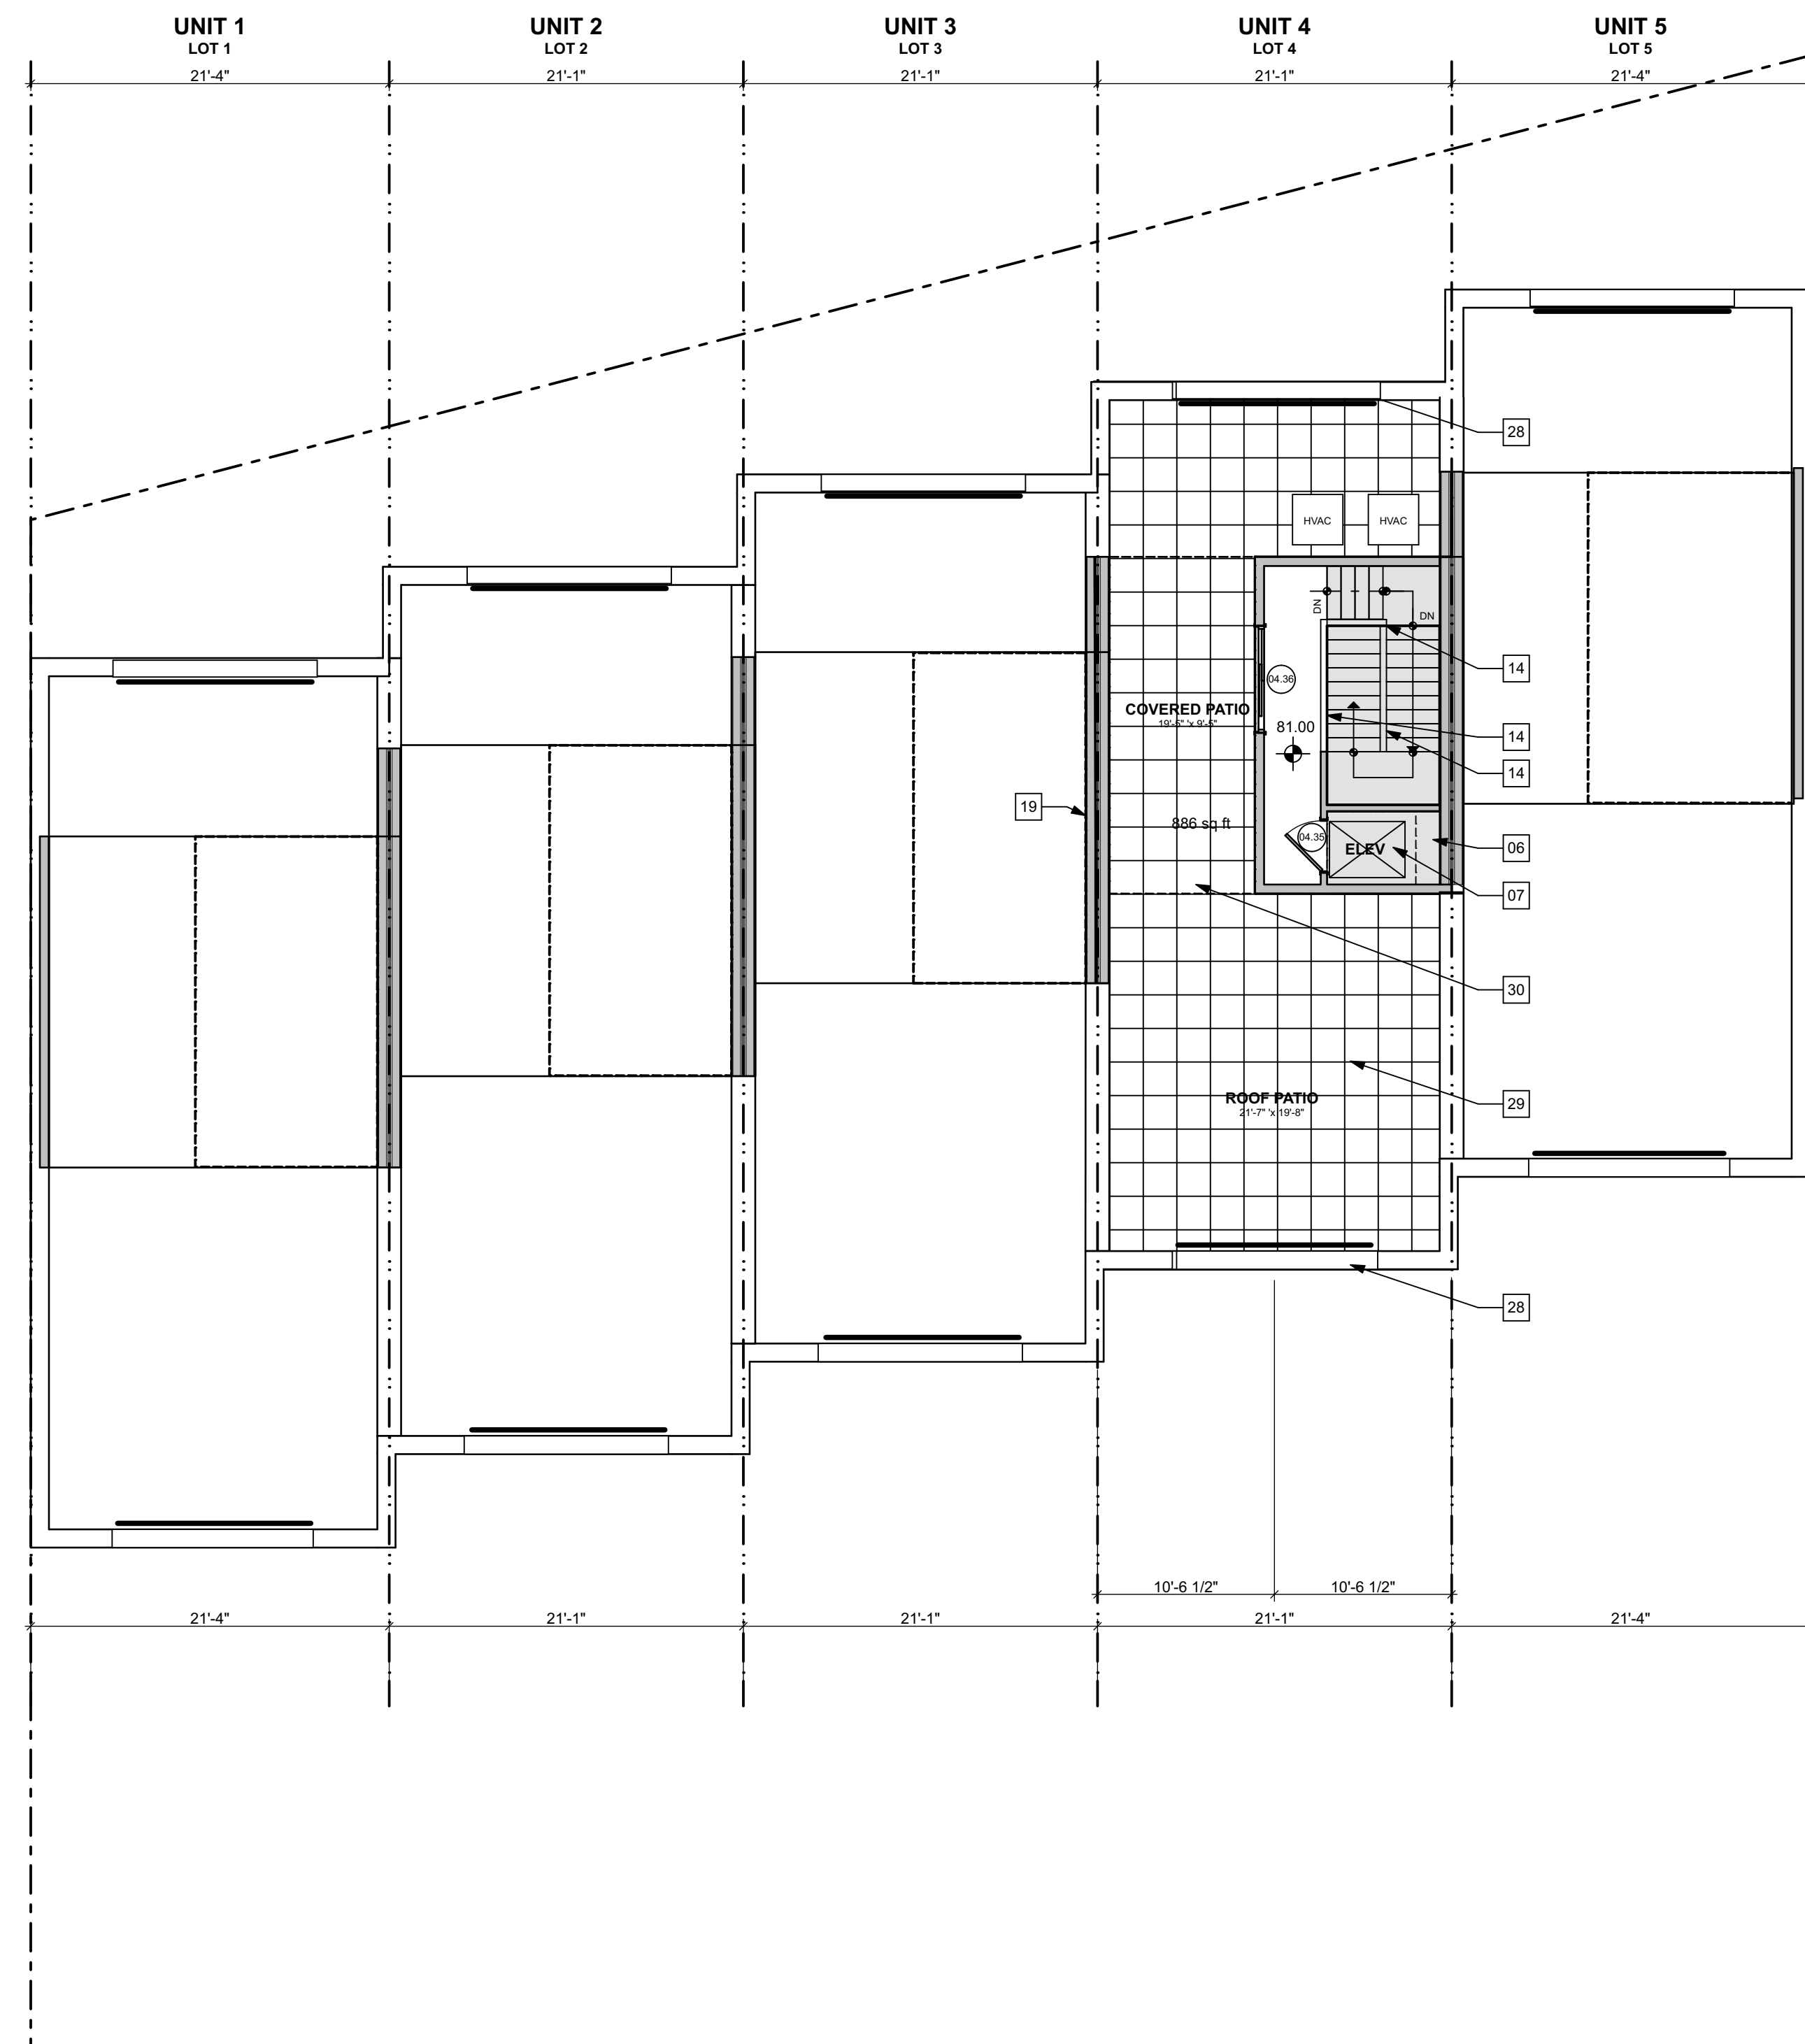 UNIT 1
LOT 1
21'-4"
UNIT 2
LOT 2
21'-1"
UNIT 3
LOT 3
21'-1"
UNIT 4
LOT 4
21'-1"
UNIT 5
LOT 5
21'-4"
28
HVAC
HVAC
DN
DN
14
04.36
COVERED PATIO
19'-5" 'x 9'-5"
81.00
14
14
19
886 sq ft
04.35
ELEV
06
07
30
29
ROOF PATIO
21'-7" 'x 19'-8"
28
10'-6 1/2"
10'-6 1/2"
21'-4"
21'-1"
21'-1"
21'-1"
21'-4"